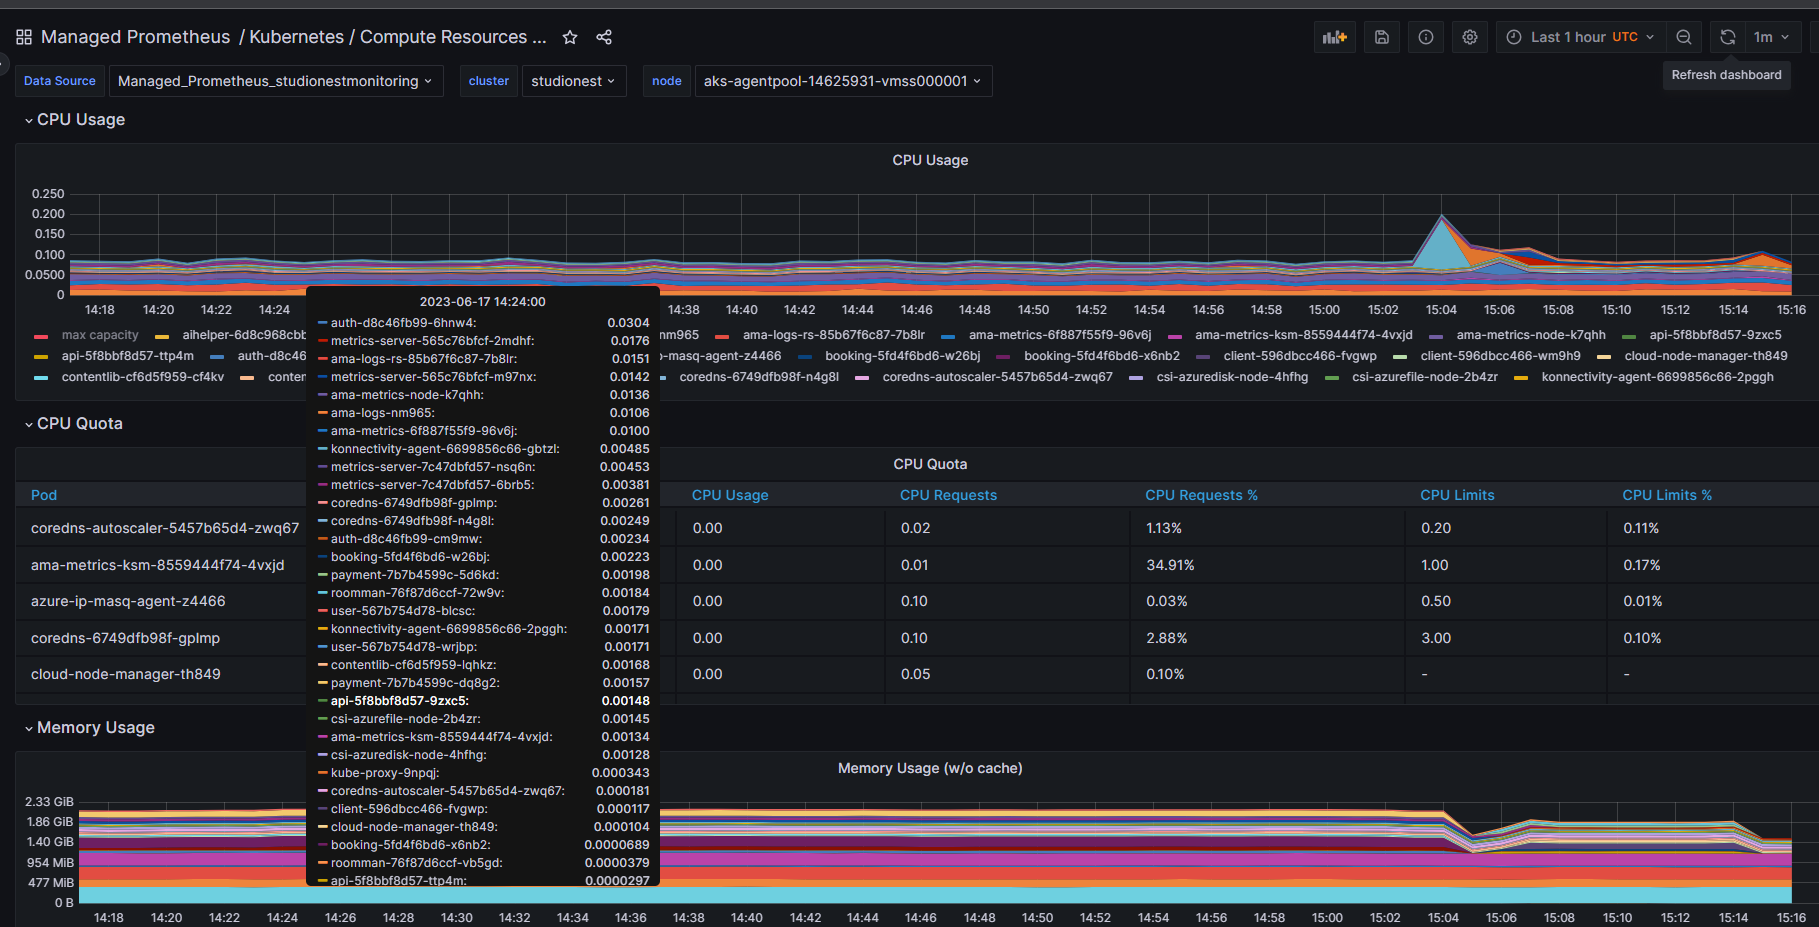 Managed Prometheus / Kubernetes / Compute Resources ...
Last 1 hour UTC
1m
Refresh dashboard
Data Source Managed_Prometheus_studionestmonitoring cluster studionest node aks-agentpool-14625931-vmss000001
CPU Usage
CPU Usage
0.250
0.200
0.150
0.100
0.0500
0
14:18 14:20 14:22 14:24 14:38 14:40 14:42 14:44 14:46 14:48 14:50 14:52 14:54 14:56 14:58 15:00 15:02 15:04 15:06 15:08 15:10 15:12 15:14 15:16
max capacity aihelper-6d8c968cbb nm965 ama-logs-rs-85b67f6c87-7b8lr ama-metrics-6f887f55f9-96v6j ama-metrics-ksm-8559444f74-4vxjd ama-metrics-node-k7qhh api-5f8bbf8d57-9zxc5
api-5f8bbf8d57-ttp4m auth-d8c46 -masq-agent-z4466 booking-5fd4f6bd6-w26bj booking-5fd4f6bd6-x6nb2 client-596dbcc466-fvgwp client-596dbcc466-wm9h9 cloud-node-manager-th849
contentlib-cf6d5f959-cf4kv conten coredns-6749dfb98f-n4g8l coredns-autoscaler-5457b65d4-zwq67 csi-azuredisk-node-4hfhg csi-azurefile-node-2b4zr konnectivity-agent-6699856c66-2pggh
2023-06-17 14:24:00
auth-d8c46fb99-6hnw4: 0.0304
metrics-server-565c76bfcf-2mdhf: 0.0176
ama-logs-rs-85b67f6c87-7b8lr: 0.0151
metrics-server-565c76bfcf-m97nx: 0.0142
ama-metrics-node-k7qhh: 0.0136
ama-logs-nm965: 0.0106
ama-metrics-6f887f55f9-96v6j: 0.0100
konnectivity-agent-6699856c66-gbtzl: 0.00485
metrics-server-7c47dbfd57-nsq6n: 0.00453
metrics-server-7c47dbfd57-6brb5: 0.00381
coredns-6749dfb98f-gplmp: 0.00261
coredns-6749dfb98f-n4g8l: 0.00249
auth-d8c46fb99-cm9mw: 0.00234
booking-5fd4f6bd6-w26bj: 0.00223
payment-7b7b4599c-5d6kd: 0.00198
roomman-76f87d6ccf-72w9v: 0.00184
user-567b754d78-blcsc: 0.00179
konnectivity-agent-6699856c66-2pggh: 0.00171
user-567b754d78-wrjbp: 0.00171
contentlib-cf6d5f959-lqhkz: 0.00168
payment-7b7b4599c-dq8g2: 0.00157
api-5f8bbf8d57-9zxc5: 0.00148
csi-azurefile-node-2b4zr: 0.00145
ama-metrics-ksm-8559444f74-4vxjd: 0.00134
csi-azuredisk-node-4hfhg: 0.00128
kube-proxy-9npqj: 0.000343
coredns-autoscaler-5457b65d4-zwq67: 0.000181
client-596dbcc466-fvgwp: 0.000117
cloud-node-manager-th849: 0.000104
booking-5fd4f6bd6-x6nb2: 0.0000689
roomman-76f87d6ccf-vb5gd: 0.0000379
api-5f8bbf8d57-ttp4m: 0.0000297
CPU Quota
CPU Quota
Pod CPU Usage CPU Requests CPU Requests % CPU Limits CPU Limits %
coredns-autoscaler-5457b65d4-zwq67 0.00 0.02 1.13% 0.20 0.11%
ama-metrics-ksm-8559444f74-4vxjd 0.00 0.01 34.91% 1.00 0.17%
azure-ip-masq-agent-z4466 0.00 0.10 0.03% 0.50 0.01%
coredns-6749dfb98f-gplmp 0.00 0.10 2.88% 3.00 0.10%
cloud-node-manager-th849 0.00 0.05 0.10% - -
Memory Usage
Memory Usage (w/o cache)
2.33 GiB
1.86 GiB
1.40 GiB
954 MiB
477 MiB
0 B
14:18 14:20 14:22 14:24 14:26 14:28 14:30 14:32 14:34 14:36 14:38 14:40 14:42 14:44 14:46 14:48 14:50 14:52 14:54 14:56 14:58 15:00 15:02 15:04 15:06 15:08 15:10 15:12 15:14 15:16